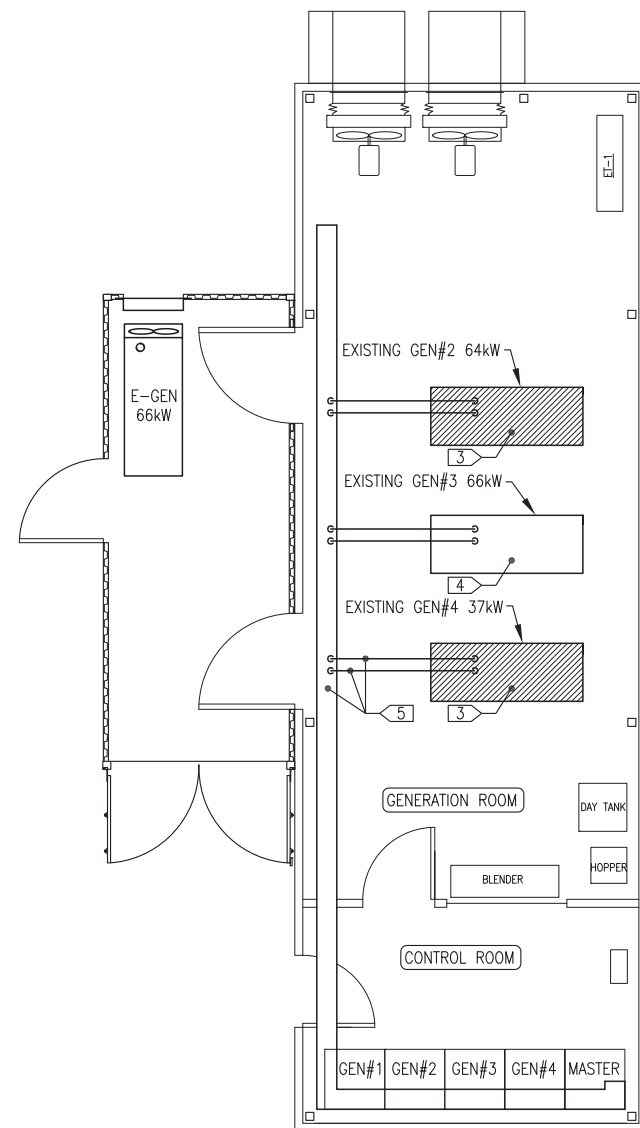 ET-1
EXISTING GEN#2 64kW
E-GEN
66kW
3
EXISTING GEN#3 66kW
4
EXISTING GEN#4 37kW
5
3
GENERATION ROOM
DAY TANK
HOPPER
BLENDER
CONTROL ROOM
GEN#1 GEN#2 GEN#3 GEN#4 MASTER